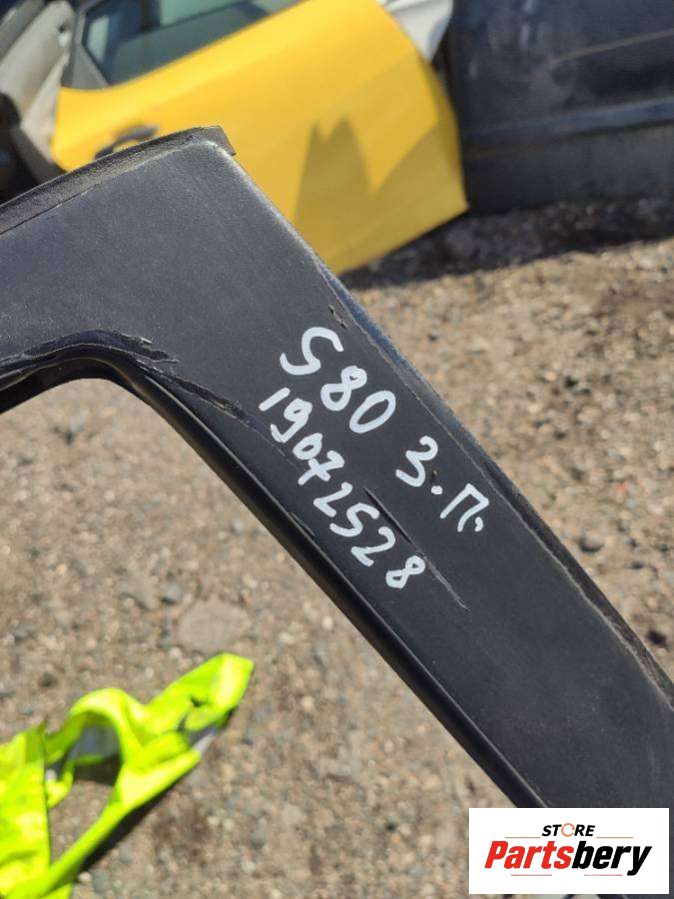 S80 З.П.
19072528
STORE
Partsbery